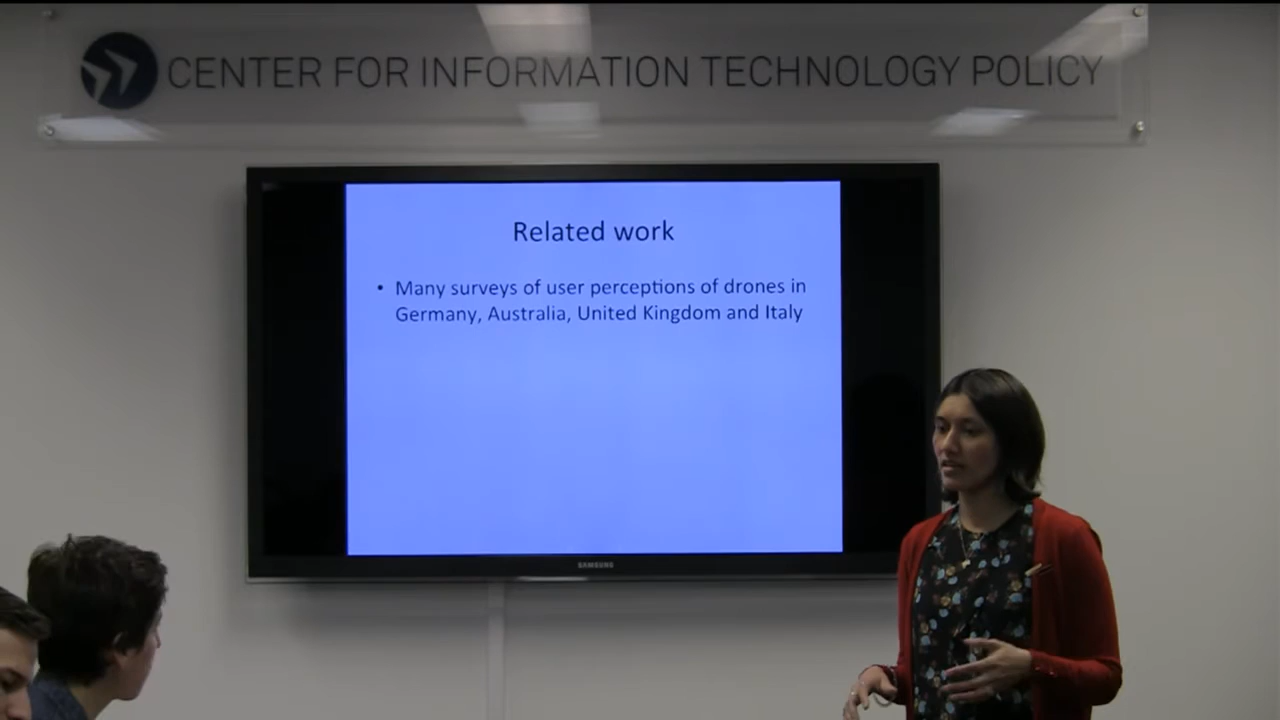 CENTER FOR INFORMATION TECHNOLOGY POLICY
Related work
• Many surveys of user perceptions of drones in
Germany, Australia, United Kingdom and Italy
SAMSUNG